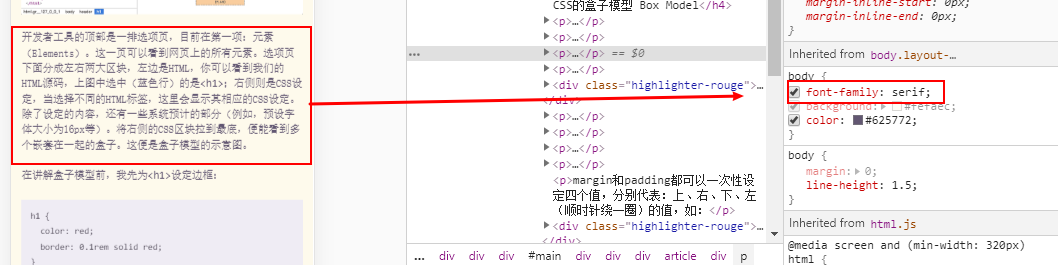 开发者工具的顶部是一排选项页，目前在第一项：元素
（Elements）。这一页可以看到网页上的所有元素。选项页
下面分成左右两大区块，左边是HTML，你可以看到我们的
HTML源码，上图中选中（蓝色行）的是<h1>；右侧则是CSS设
定，当选择不同的HTML标签，这里会显示其相应的CSS设定。
除了设定的内容，还有一些系统预计的部分（例如，预设字
体大小为16px等）。将右侧的CSS区块拉到最底，便能看到多
个嵌套在一起的盒子。这便是盒子模型的示意图。
在讲解盒子模型前，我先为<h1>设定边框：
h1 {
color: red;
border: 0.1rem solid red;
CSS的盒子模型 Box Model</h4>
<p>…</p>
<p>…</p>
… <p>…</p> == $0
<p>…</p>
<div class="highlighter-rouge">…
</div>
<p>…</p>
<div class="highlighter-rouge">…
</div>
<p>…</p>
<p>…</p>
<p>…</p>
<p>margin和padding都可以一次性设
定四个值，分别代表：上、右、下、左
（顺时针绕一圈）的值，如：</p>
<div class="highlighter-rouge">…
</div>
… div div #main div div div article div p
margin-inline-start: 0px;
margin-inline-end: 0px;
}
Inherited from body.layout-…
body {
font-family: serif;
background: #fefaec;
color: #625772;
}
body {
margin: 0;
line-height: 1.5;
}
Inherited from html.js
@media screen and (min-width: 320px)
html {